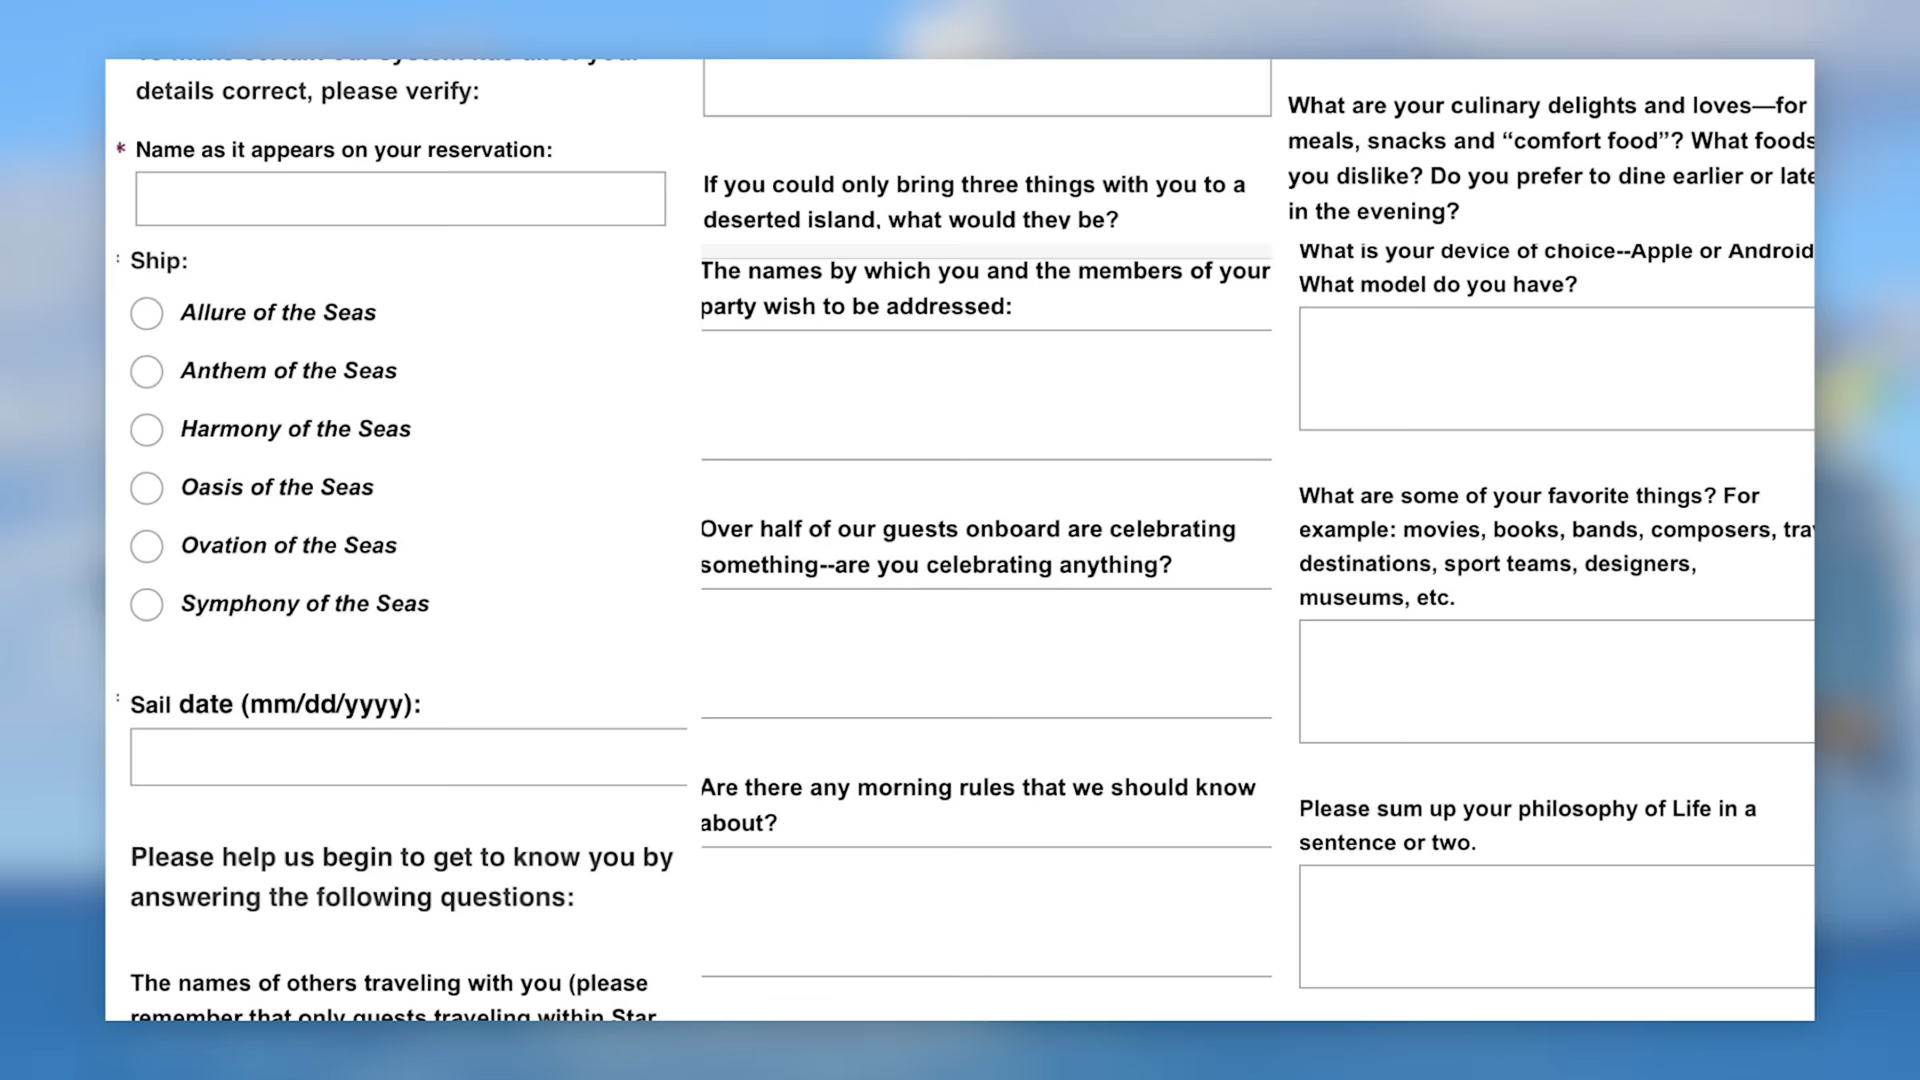 details correct, please verify:
* Name as it appears on your reservation:
Ship:
Allure of the Seas
Anthem of the Seas
Harmony of the Seas
Oasis of the Seas
Ovation of the Seas
Symphony of the Seas
Sail date (mm/dd/yyyy):
Please help us begin to get to know you by
answering the following questions:
The names of others traveling with you (please
remember that only guests traveling within Star
If you could only bring three things with you to a
deserted island, what would they be?
The names by which you and the members of your
party wish to be addressed:
Over half of our guests onboard are celebrating
something--are you celebrating anything?
Are there any morning rules that we should know
about?
What are your culinary delights and loves—for
meals, snacks and “comfort food”? What foods
you dislike? Do you prefer to dine earlier or late
in the evening?
What is your device of choice--Apple or Android
What model do you have?
What are some of your favorite things? For
example: movies, books, bands, composers, tra
destinations, sport teams, designers,
museums, etc.
Please sum up your philosophy of Life in a
sentence or two.